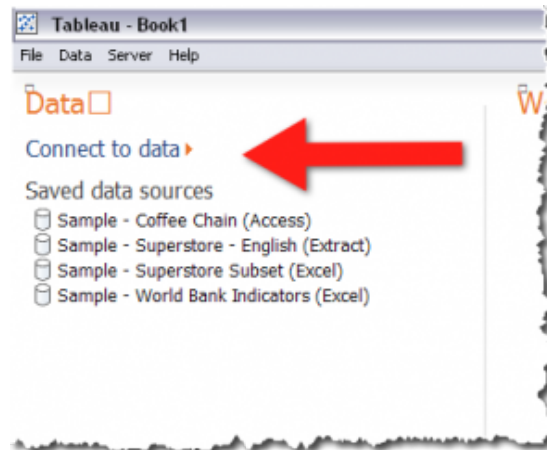 Tableau - Book1
File Data Server Help
Data
W
Connect to data
Saved data sources
Sample - Coffee Chain (Access)
Sample - Superstore - English (Extract)
Sample - Superstore Subset (Excel)
Sample - World Bank Indicators (Excel)